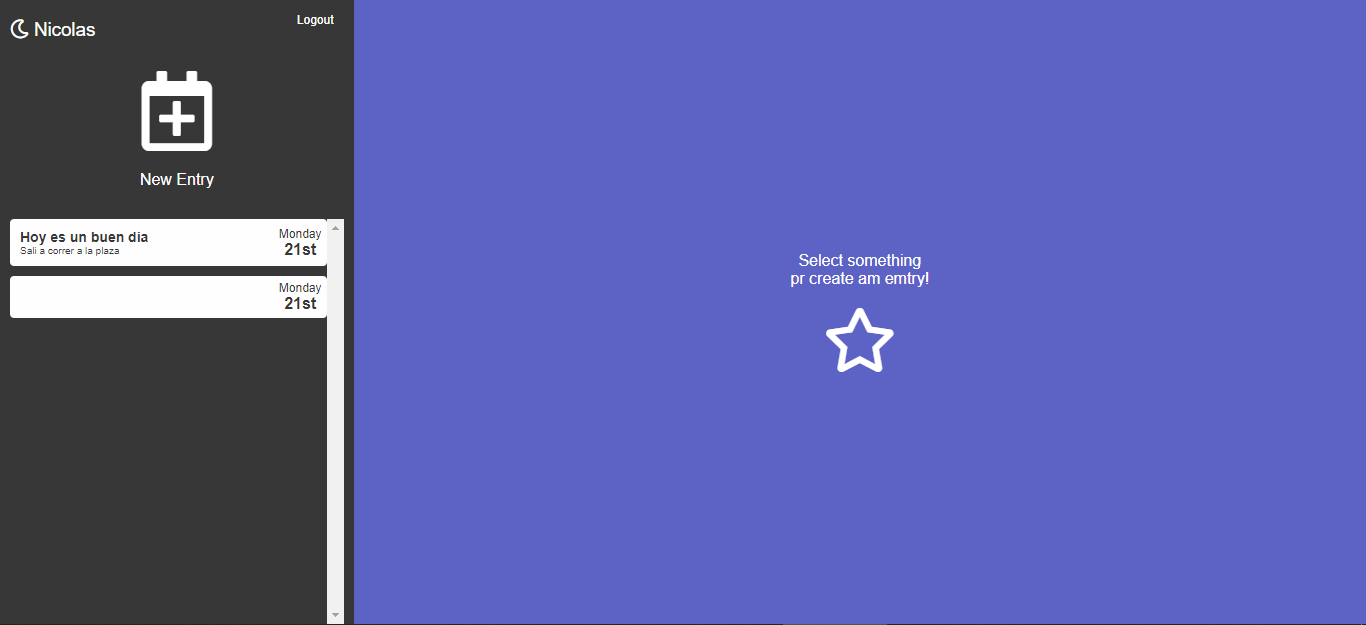 Nicolas
Logout
New Entry
Hoy es un buen dia
Sali a correr a la plaza
Monday
21st
Monday
21st
Select something
pr create am emtry!